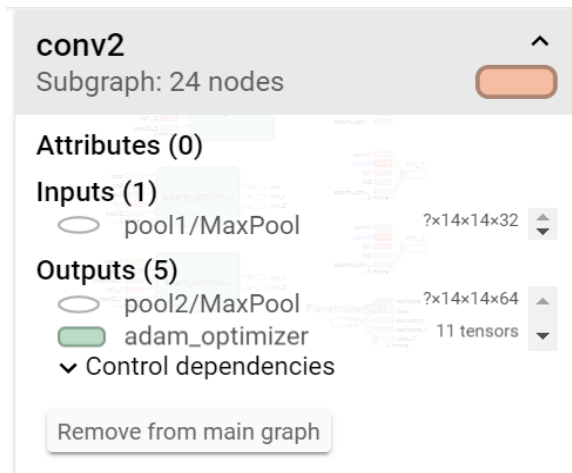 conv2
Subgraph: 24 nodes
Attributes (0)
Inputs (1)
pool1/MaxPool ?×14×14×32
Outputs (5)
pool2/MaxPool ?×14×14×64
adam_optimizer 11 tensors
Control dependencies
Remove from main graph